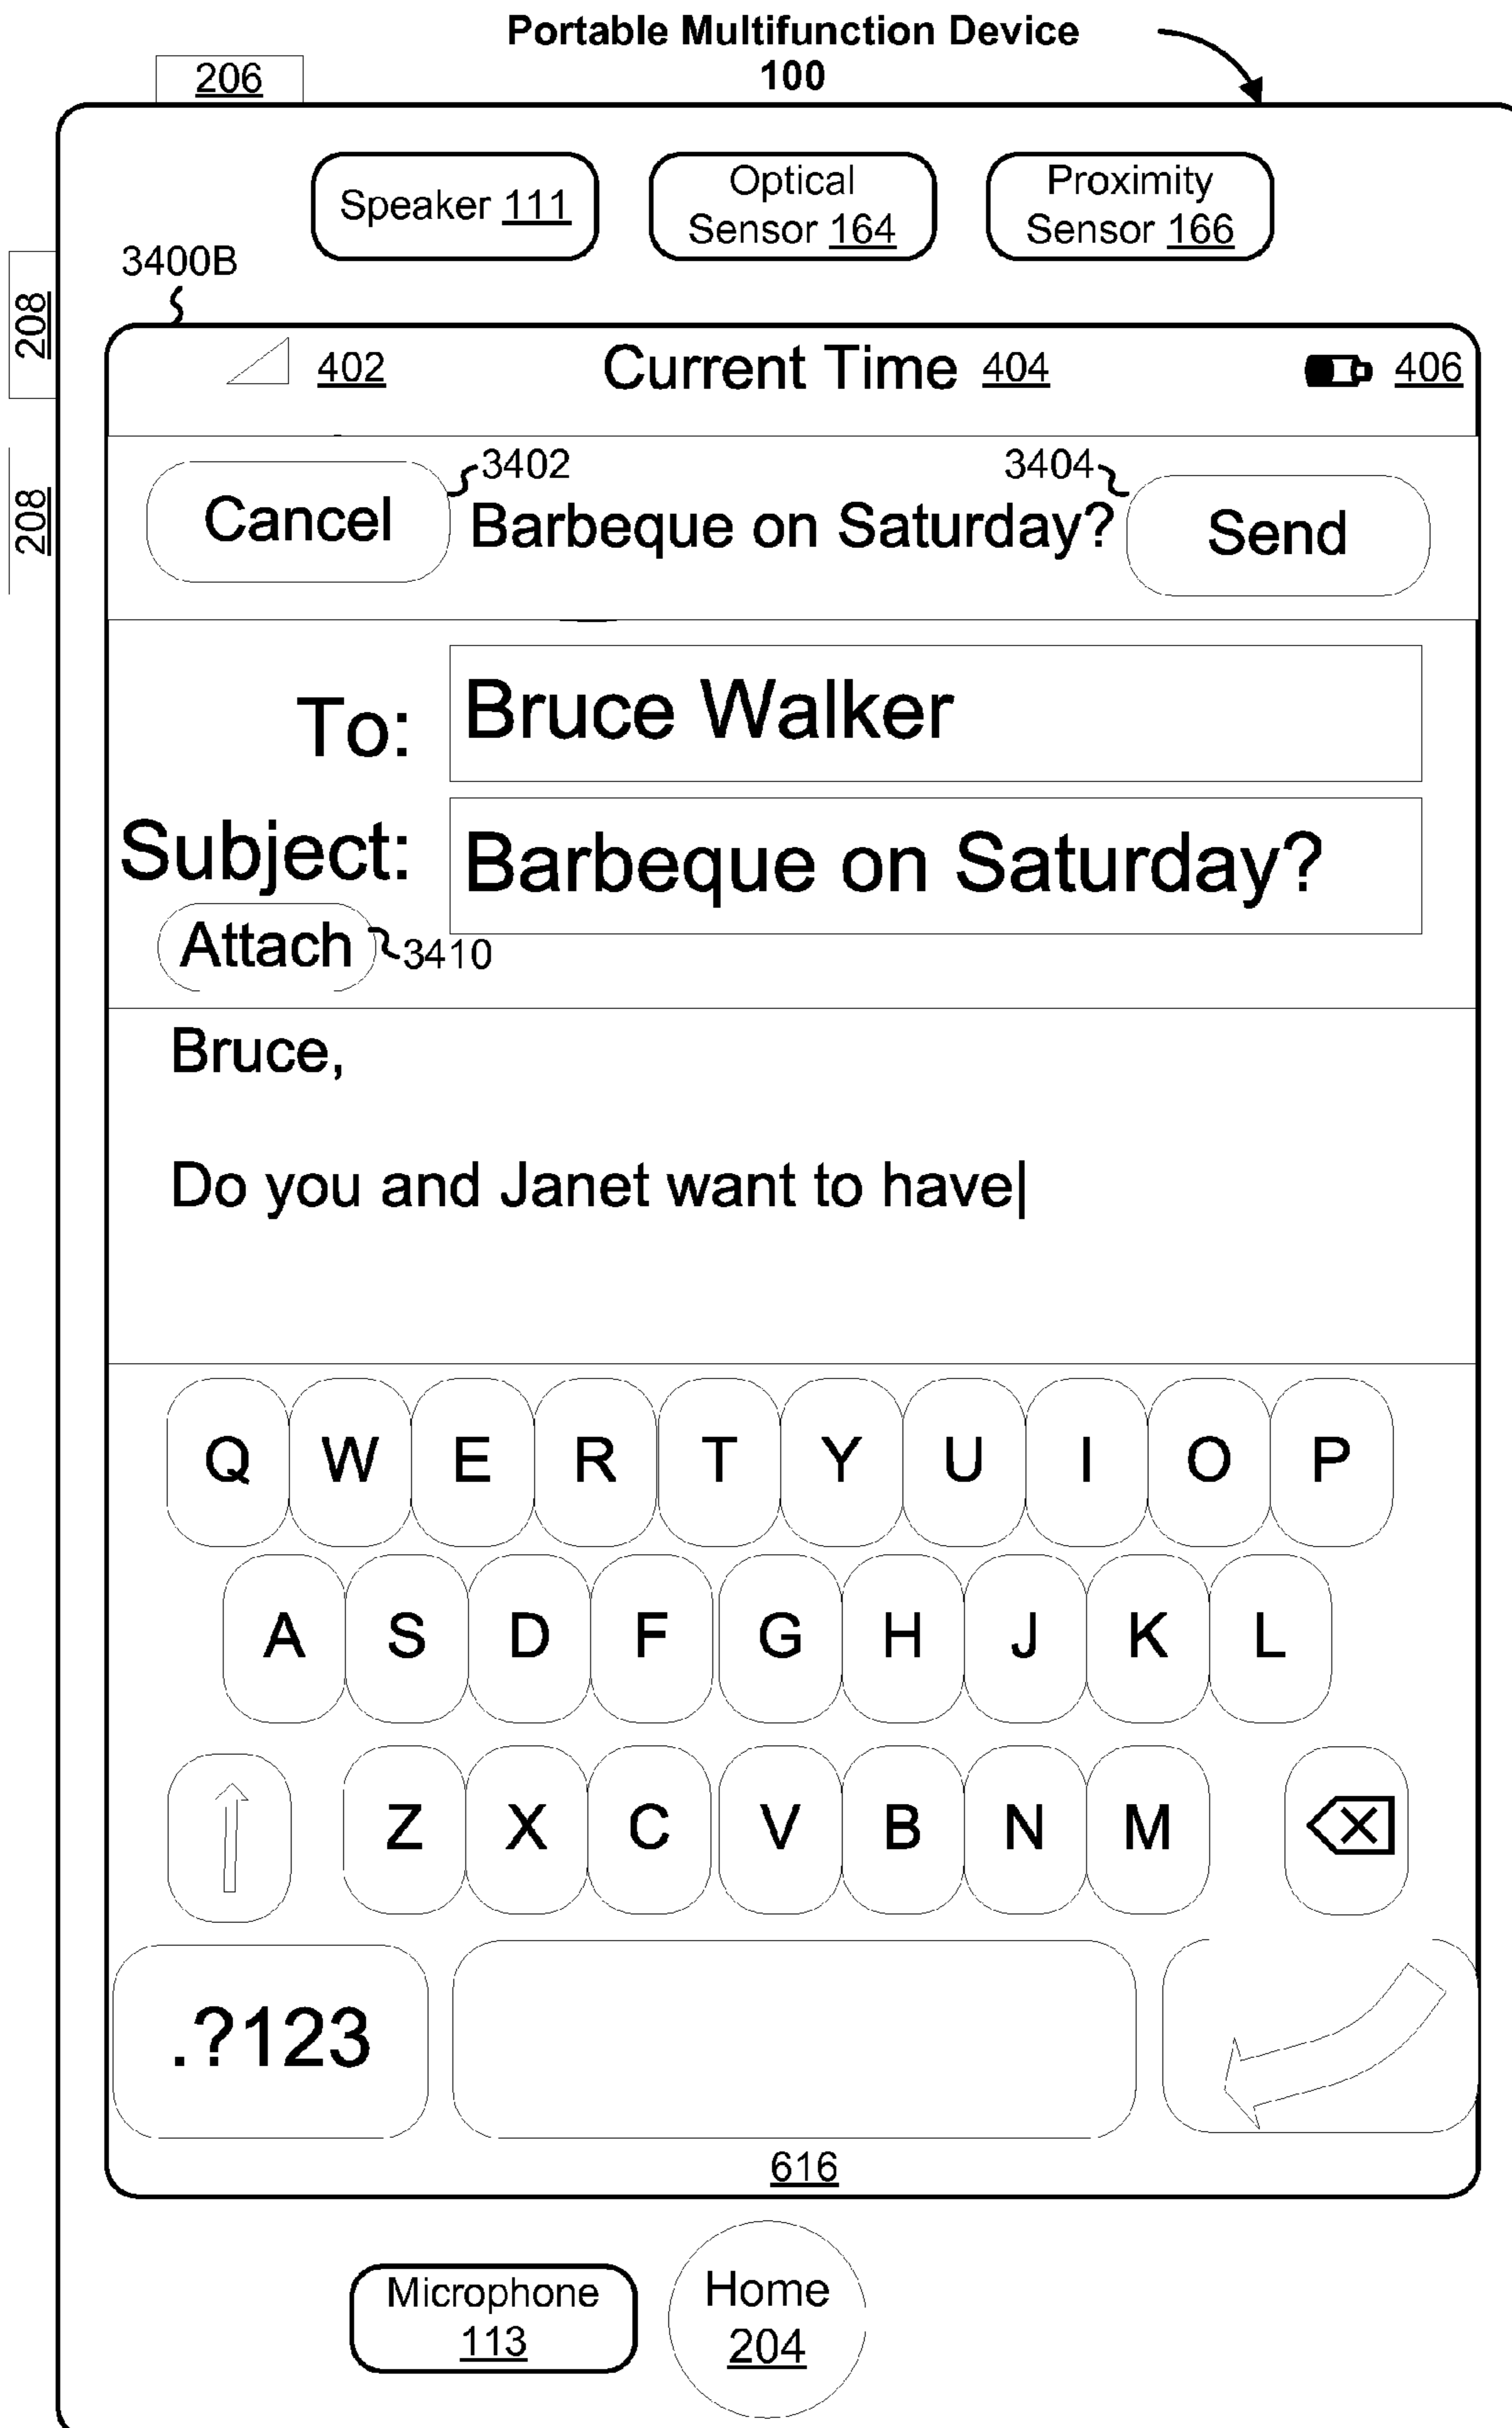 Portable Multifunction Device
100
206
Speaker 111
Optical
Sensor 164
Proximity
Sensor 166
3400B
208
402
Current Time 404
406
208
3402
3404
Cancel
Barbeque on Saturday?
Send
To:
Bruce Walker
Subject:
Barbeque on Saturday?
Attach
3410
Bruce,
Do you and Janet want to have
Q W E R T Y U I O P
A S D F G H J K L
Z X C V B N M
.?123
616
Microphone
113
Home
204